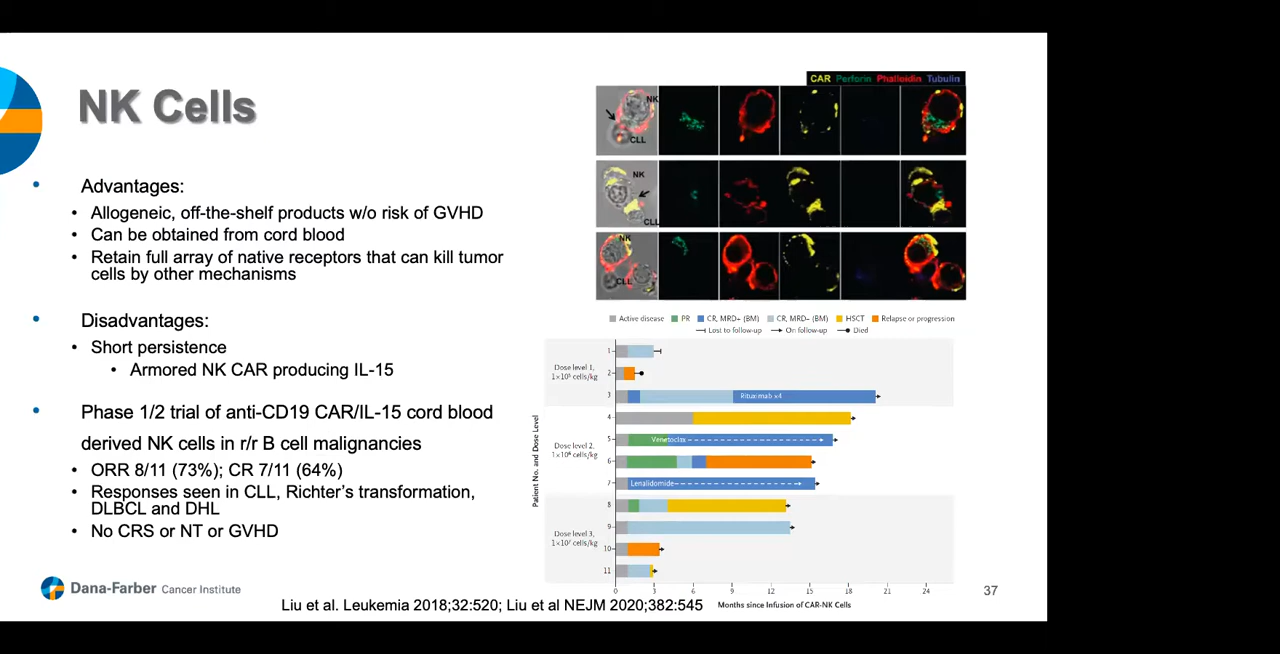 NK Cells
• Advantages:
• Allogeneic, off-the-shelf products w/o risk of GVHD
• Can be obtained from cord blood
• Retain full array of native receptors that can kill tumor
cells by other mechanisms
• Disadvantages:
• Short persistence
• Armored NK CAR producing IL-15
• Phase 1/2 trial of anti-CD19 CAR/IL-15 cord blood
derived NK cells in r/r B cell malignancies
• ORR 8/11 (73%); CR 7/11 (64%)
• Responses seen in CLL, Richter's transformation,
DLBCL and DHL
• No CRS or NT or GVHD
CAR Perforin Phalloidin Tubulin
NK
CLL
NK
CLL
NK
CLL
Active disease PR CR, MRD+ (BM) CR, MRD− (BM) HSCT Relapse or progression
Lost to follow-up On follow-up Died
Patient No. and Dose Level
Dose level 1,
1×10⁵ cells/kg
1
2
3 Rituximab x4
Dose level 2,
1×10⁶ cells/kg
4
5 Venetoclax
6
7 Lenalidomide
Dose level 3,
1×10⁷ cells/kg
8
9
10
11
0 3 6 9 12 15 18 21 24
Months since Infusion of CAR-NK Cells
Dana-Farber Cancer Institute
Liu et al. Leukemia 2018;32:520; Liu et al NEJM 2020;382:545
37